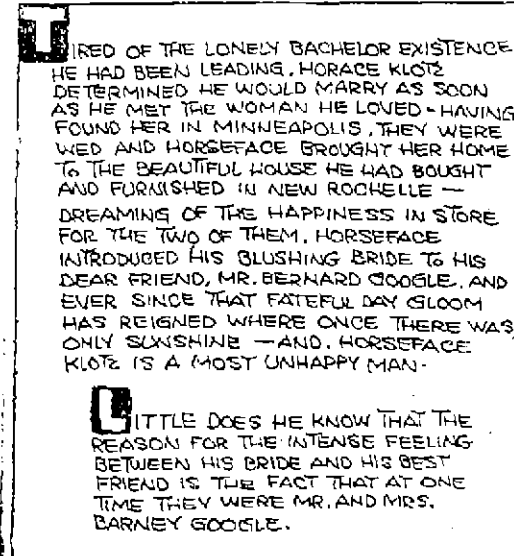 TIRED OF THE LONELY BACHELOR EXISTENCE
HE HAD BEEN LEADING, HORACE KLOTZ
DETERMINED HE WOULD MARRY AS SOON
AS HE MET THE WOMAN HE LOVED - HAVING
FOUND HER IN MINNEAPOLIS, THEY WERE
WED AND HORSEFACE BROUGHT HER HOME
TO THE BEAUTIFUL HOUSE HE HAD BOUGHT
AND FURNISHED IN NEW ROCHELLE —
DREAMING OF THE HAPPINESS IN STORE
FOR THE TWO OF THEM, HORSEFACE
INTRODUCED HIS BLUSHING BRIDE TO HIS
DEAR FRIEND, MR. BERNARD GOOGLE, AND
EVER SINCE THAT FATEFUL DAY GLOOM
HAS REIGNED WHERE ONCE THERE WAS
ONLY SUNSHINE — AND, HORSEFACE
KLOTZ IS A MOST UNHAPPY MAN -
LITTLE DOES HE KNOW THAT THE
REASON FOR THE INTENSE FEELING
BETWEEN HIS BRIDE AND HIS BEST
FRIEND IS THE FACT THAT AT ONE
TIME THEY WERE MR. AND MRS.
BARNEY GOOGLE.